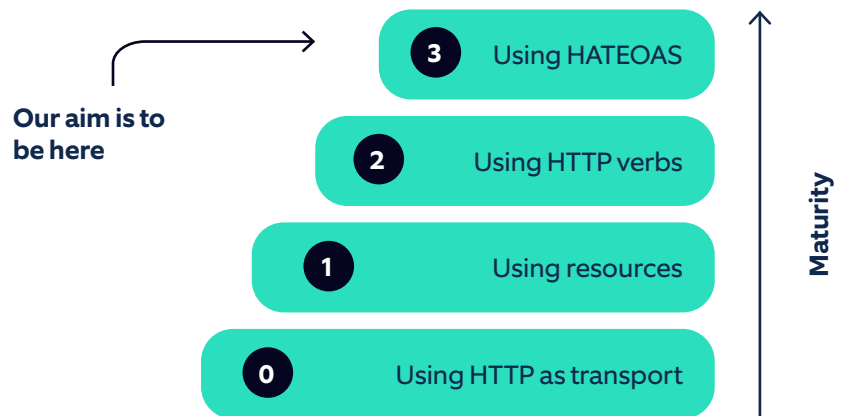 3 Using HATEOAS
Our aim is to
be here
2 Using HTTP verbs
Maturity
1 Using resources
0 Using HTTP as transport